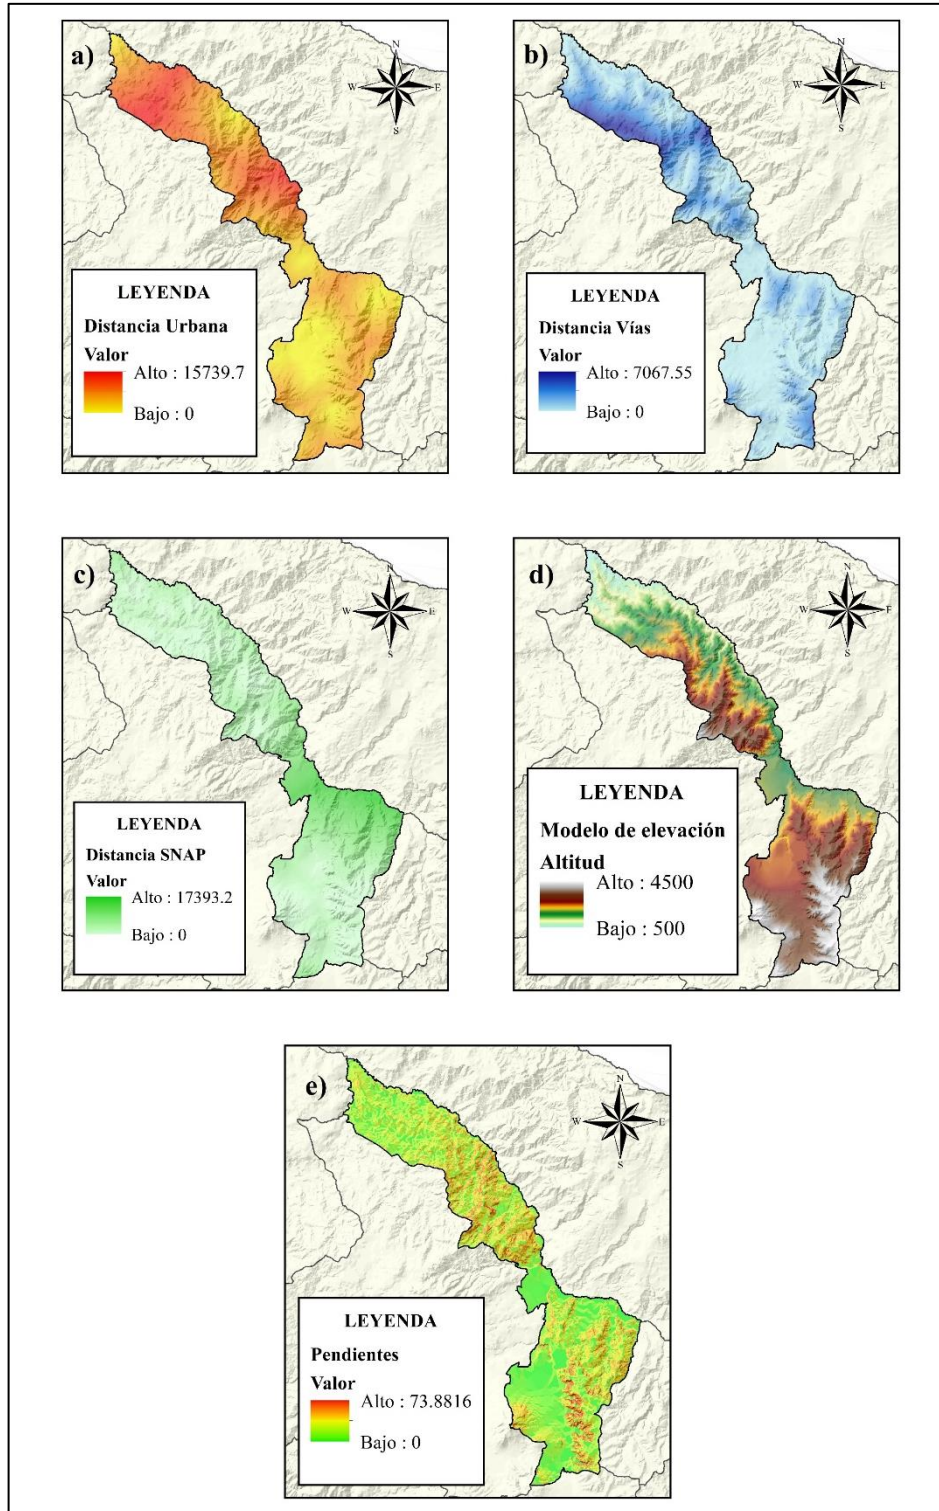 a)
N
W E
S
LEYENDA
Distancia Urbana
Valor
Alto : 15739.7
Bajo : 0
b)
N
W E
S
LEYENDA
Distancia Vías
Valor
Alto : 7067.55
Bajo : 0
c)
N
W E
S
LEYENDA
Distancia SNAP
Valor
Alto : 17393.2
Bajo : 0
d)
N
W E
S
LEYENDA
Modelo de elevación
Altitud
Alto : 4500
Bajo : 500
e)
N
W E
S
LEYENDA
Pendientes
Valor
Alto : 73.8816
Bajo : 0